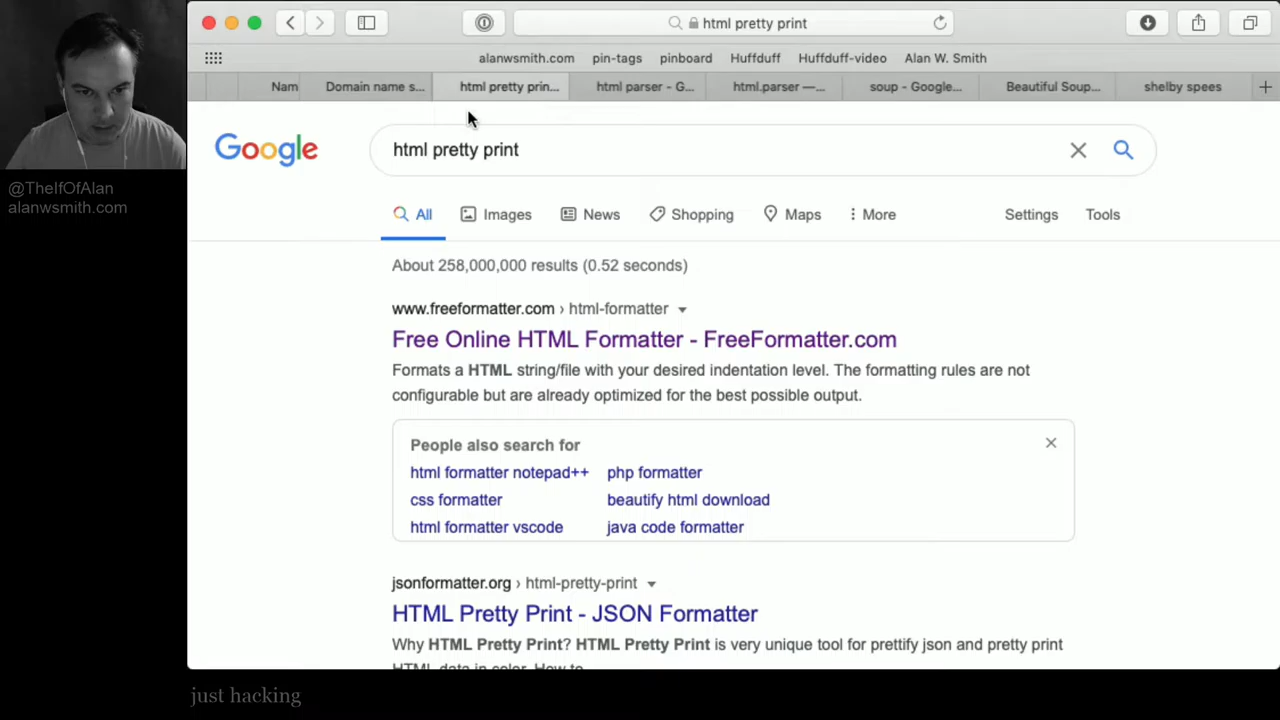 html pretty print
alanwsmith.com
pin-tags
pinboard
Huffduff
Huffduff-video
Alan W. Smith
Nam
Domain name s...
html pretty prin...
html parser - G...
html.parser —...
soup - Google...
Beautiful Soup...
shelby spees
@TheIfOfAlan
alanwsmith.com
Google
html pretty print
All
Images
News
Shopping
Maps
More
Settings
Tools
About 258,000,000 results (0.52 seconds)
www.freeformatter.com › html-formatter
Free Online HTML Formatter - FreeFormatter.com
Formats a HTML string/file with your desired indentation level. The formatting rules are not
configurable but are already optimized for the best possible output.
People also search for
html formatter notepad++
php formatter
css formatter
beautify html download
html formatter vscode
java code formatter
jsonformatter.org › html-pretty-print
HTML Pretty Print - JSON Formatter
Why HTML Pretty Print? HTML Pretty Print is very unique tool for prettify json and pretty print
HTML data in color. How to
just hacking